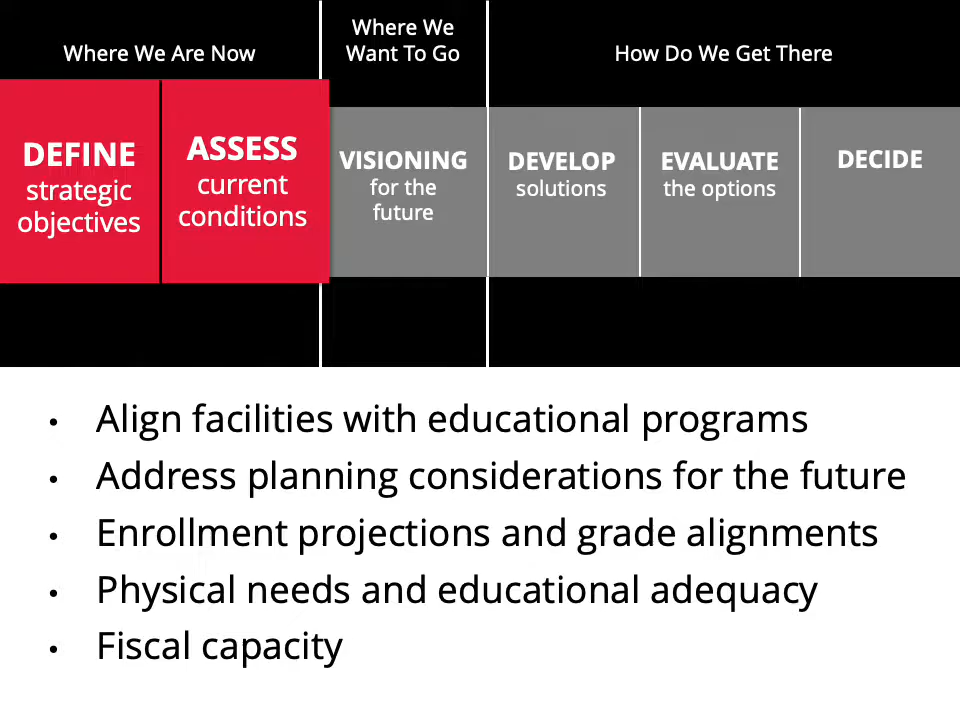 Where We Are Now
Where We
Want To Go
How Do We Get There
DEFINE
strategic
objectives
ASSESS
current
conditions
VISIONING
for the
future
DEVELOP
solutions
EVALUATE
the options
DECIDE
• Align facilities with educational programs
• Address planning considerations for the future
• Enrollment projections and grade alignments
• Physical needs and educational adequacy
• Fiscal capacity